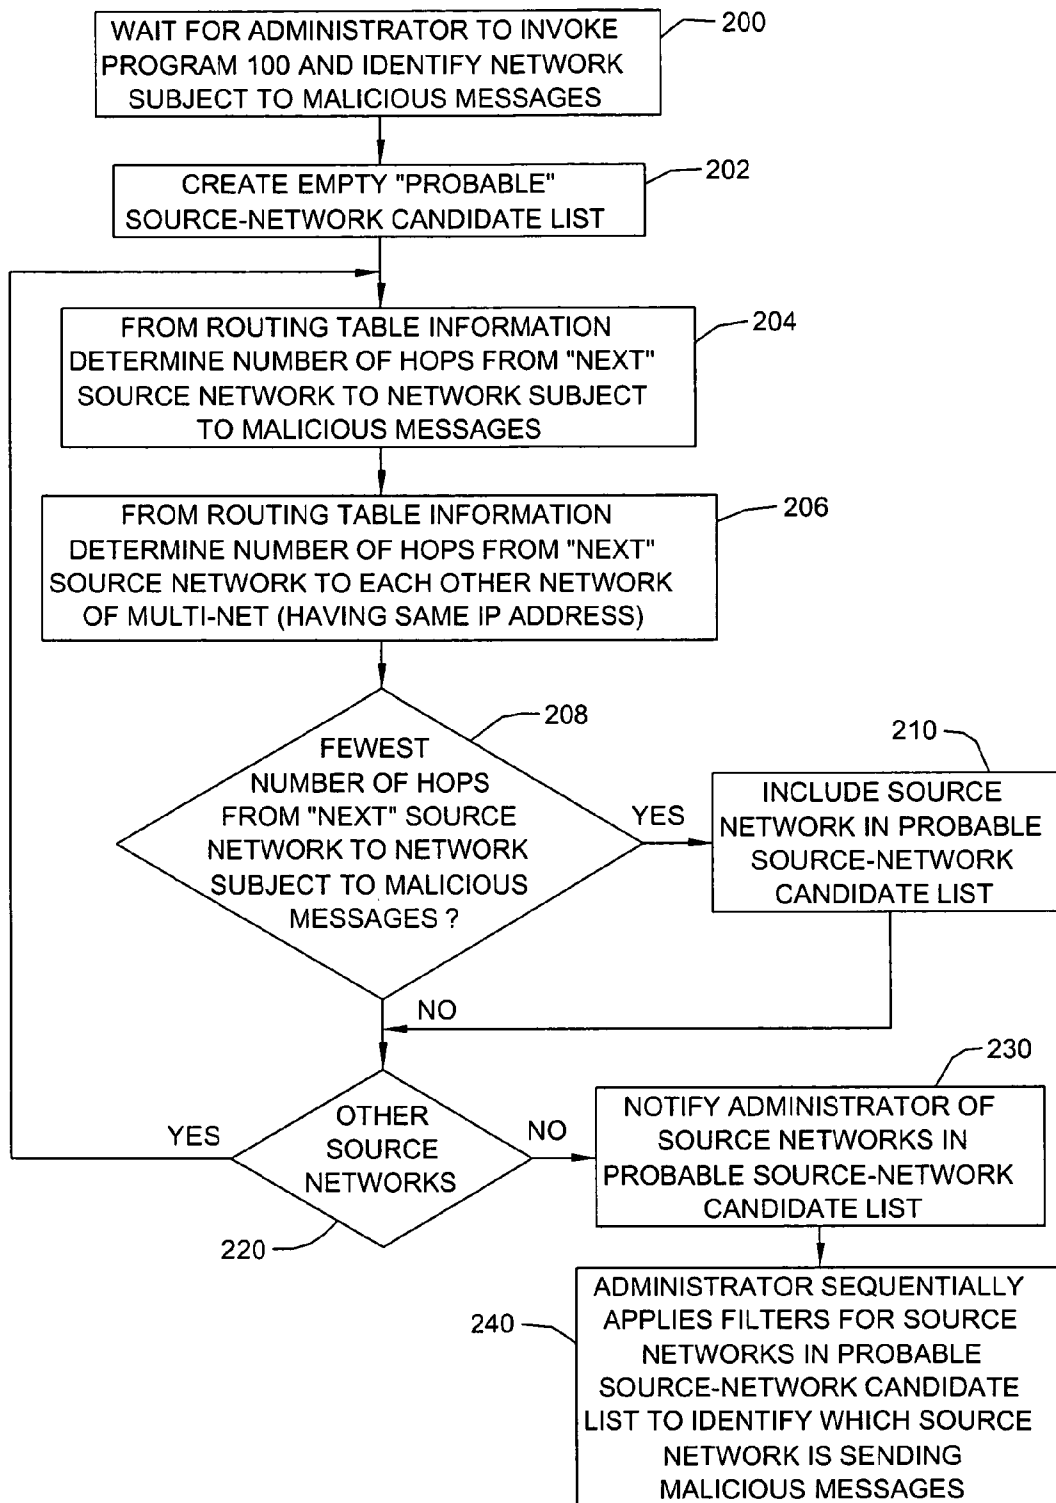 WAIT FOR ADMINISTRATOR TO INVOKE
PROGRAM 100 AND IDENTIFY NETWORK
SUBJECT TO MALICIOUS MESSAGES
200
CREATE EMPTY "PROBABLE"
SOURCE-NETWORK CANDIDATE LIST
202
FROM ROUTING TABLE INFORMATION
DETERMINE NUMBER OF HOPS FROM "NEXT"
SOURCE NETWORK TO NETWORK SUBJECT
TO MALICIOUS MESSAGES
204
FROM ROUTING TABLE INFORMATION
DETERMINE NUMBER OF HOPS FROM "NEXT"
SOURCE NETWORK TO EACH OTHER NETWORK
OF MULTI-NET (HAVING SAME IP ADDRESS)
206
FEWEST
NUMBER OF HOPS
FROM "NEXT" SOURCE
NETWORK TO NETWORK
SUBJECT TO MALICIOUS
MESSAGES ?
208
YES
INCLUDE SOURCE
NETWORK IN PROBABLE
SOURCE-NETWORK
CANDIDATE LIST
210
NO
OTHER
SOURCE
NETWORKS
220
YES
NO
NOTIFY ADMINISTRATOR OF
SOURCE NETWORKS IN
PROBABLE SOURCE-NETWORK
CANDIDATE LIST
230
ADMINISTRATOR SEQUENTIALLY
APPLIES FILTERS FOR SOURCE
NETWORKS IN PROBABLE
SOURCE-NETWORK CANDIDATE
LIST TO IDENTIFY WHICH SOURCE
NETWORK IS SENDING
MALICIOUS MESSAGES
240